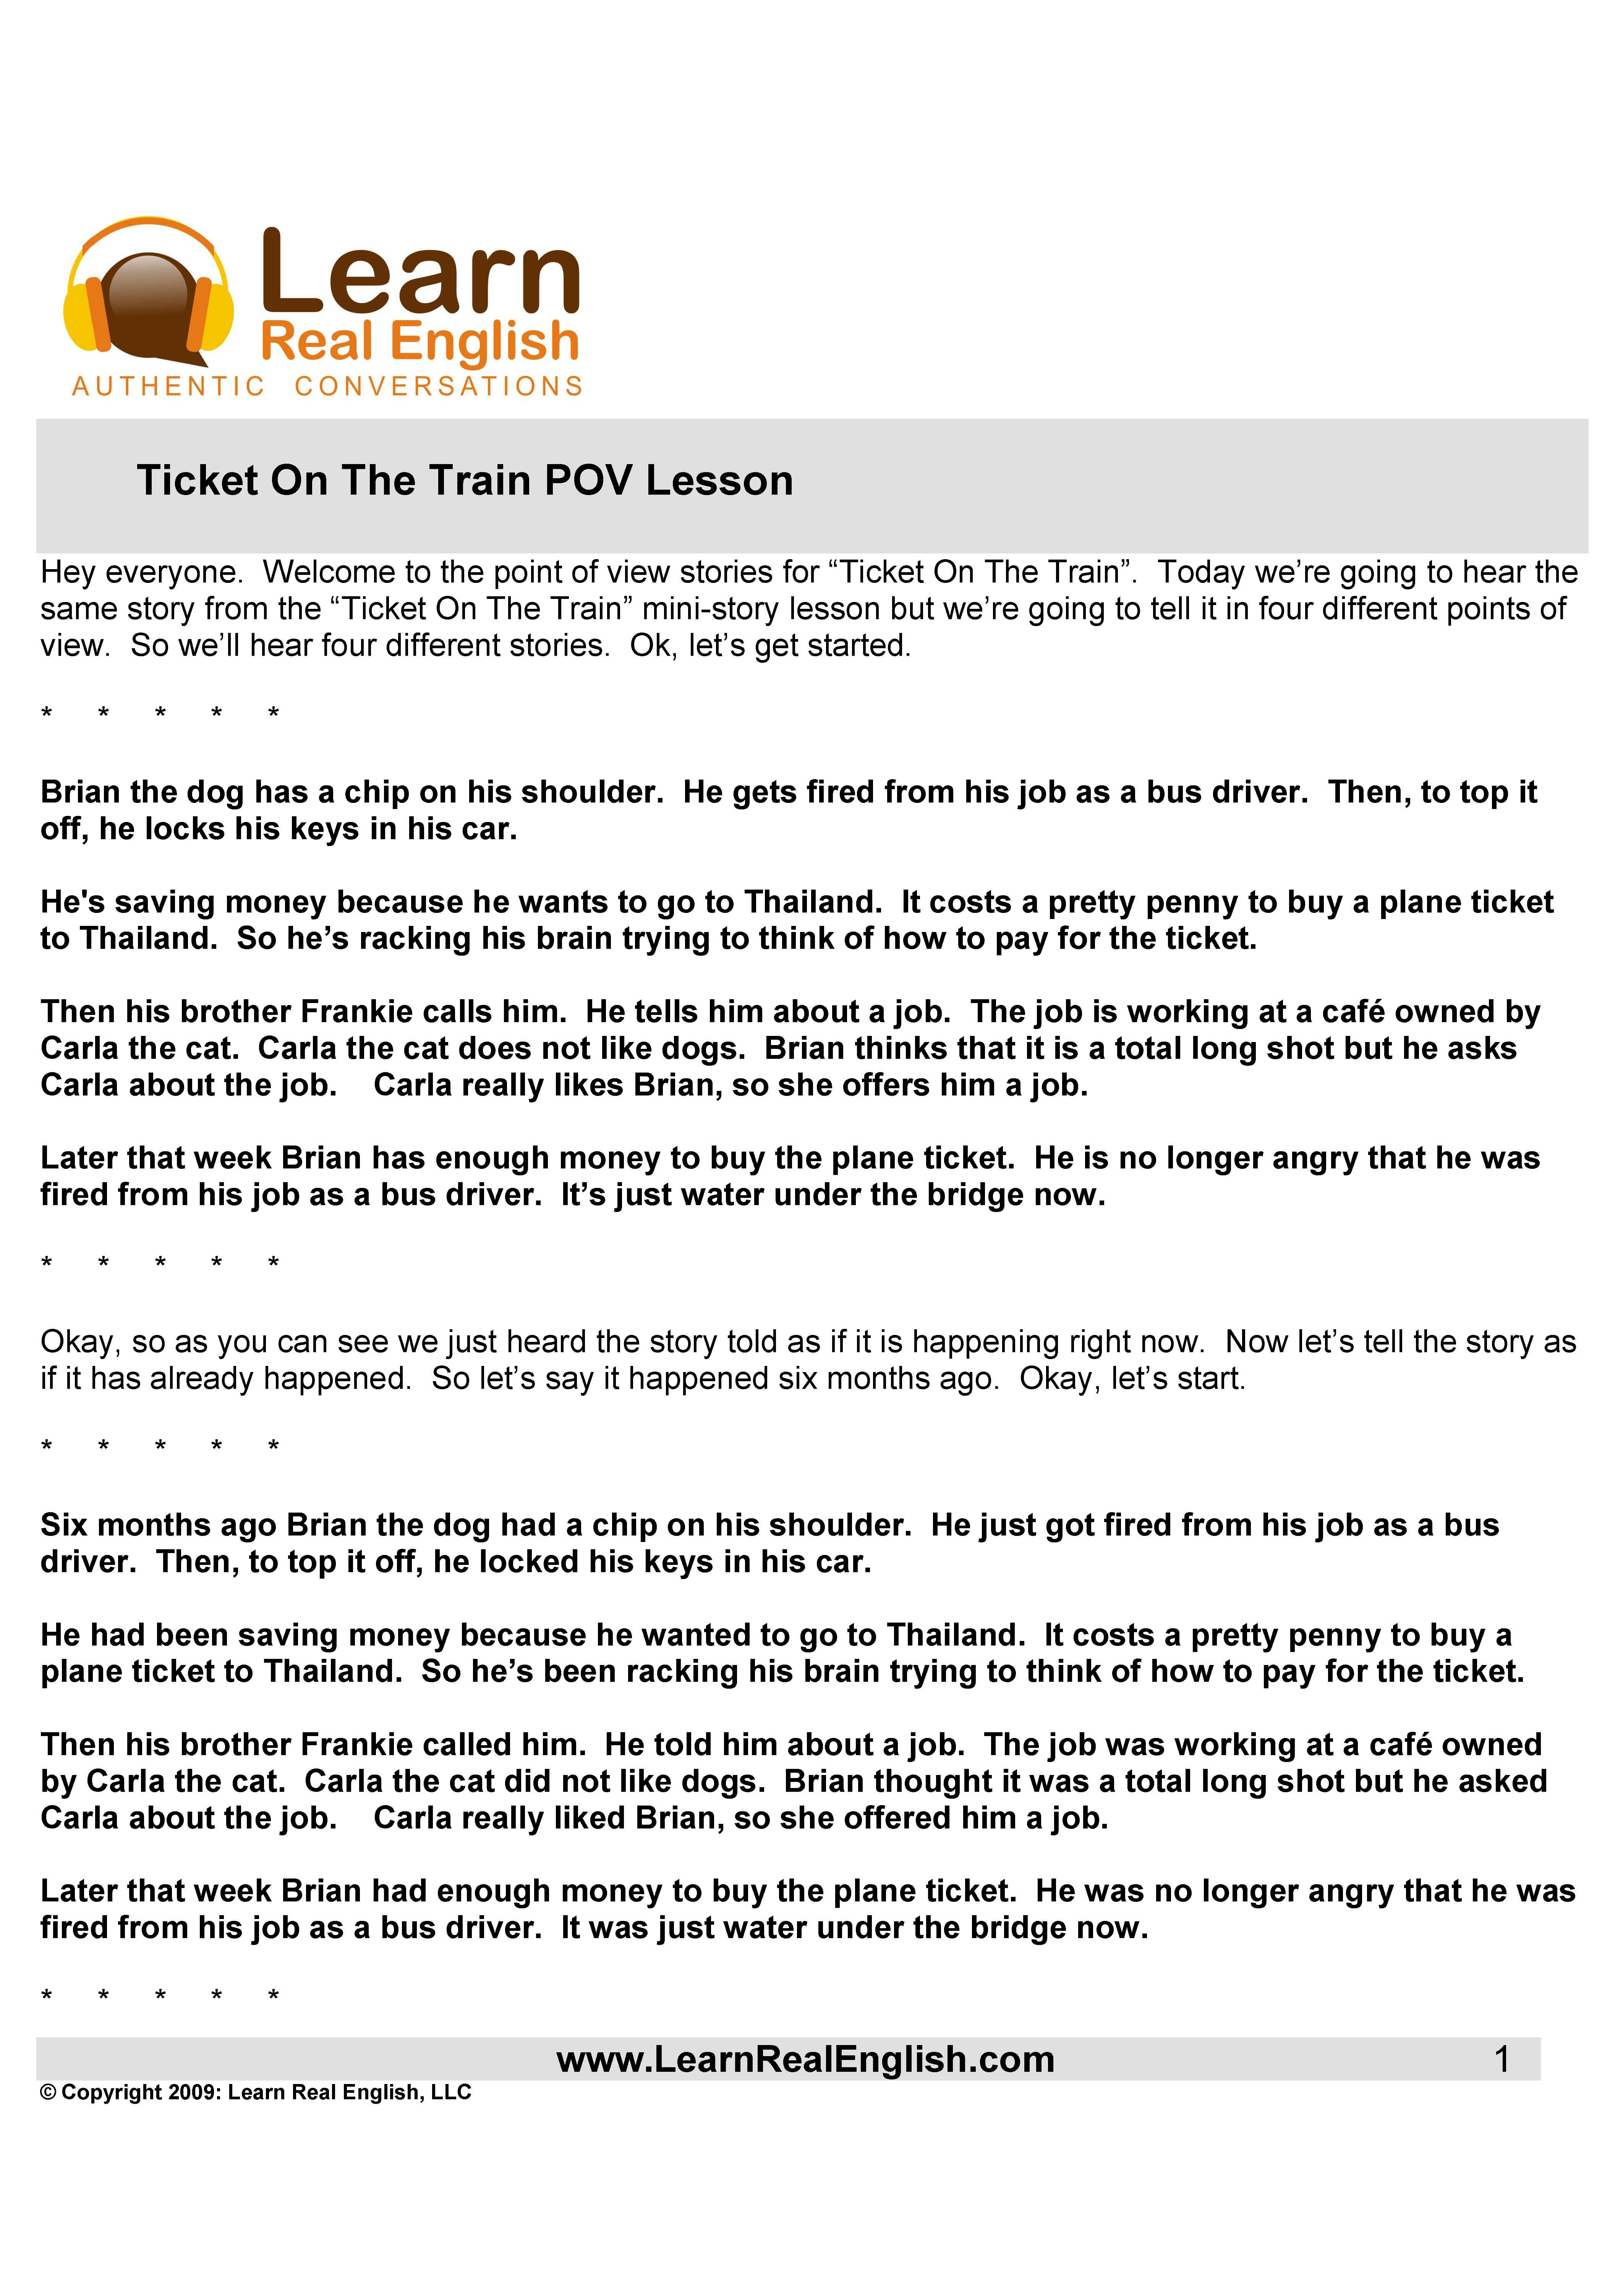 Learn
Real English
AUTHENTIC CONVERSATIONS
Ticket On The Train POV Lesson
Hey everyone. Welcome to the point of view stories for “Ticket On The Train”. Today we’re going to hear the
same story from the “Ticket On The Train” mini-story lesson but we’re going to tell it in four different points of
view. So we’ll hear four different stories. Ok, let’s get started.
* * * * *
Brian the dog has a chip on his shoulder. He gets fired from his job as a bus driver. Then, to top it
off, he locks his keys in his car.
He's saving money because he wants to go to Thailand. It costs a pretty penny to buy a plane ticket
to Thailand. So he’s racking his brain trying to think of how to pay for the ticket.
Then his brother Frankie calls him. He tells him about a job. The job is working at a café owned by
Carla the cat. Carla the cat does not like dogs. Brian thinks that it is a total long shot but he asks
Carla about the job. Carla really likes Brian, so she offers him a job.
Later that week Brian has enough money to buy the plane ticket. He is no longer angry that he was
fired from his job as a bus driver. It’s just water under the bridge now.
* * * * *
Okay, so as you can see we just heard the story told as if it is happening right now. Now let’s tell the story as
if it has already happened. So let’s say it happened six months ago. Okay, let’s start.
* * * * *
Six months ago Brian the dog had a chip on his shoulder. He just got fired from his job as a bus
driver. Then, to top it off, he locked his keys in his car.
He had been saving money because he wanted to go to Thailand. It costs a pretty penny to buy a
plane ticket to Thailand. So he’s been racking his brain trying to think of how to pay for the ticket.
Then his brother Frankie called him. He told him about a job. The job was working at a café owned
by Carla the cat. Carla the cat did not like dogs. Brian thought it was a total long shot but he asked
Carla about the job. Carla really liked Brian, so she offered him a job.
Later that week Brian had enough money to buy the plane ticket. He was no longer angry that he was
fired from his job as a bus driver. It was just water under the bridge now.
* * * * *
www.LearnRealEnglish.com 1
© Copyright 2009: Learn Real English, LLC